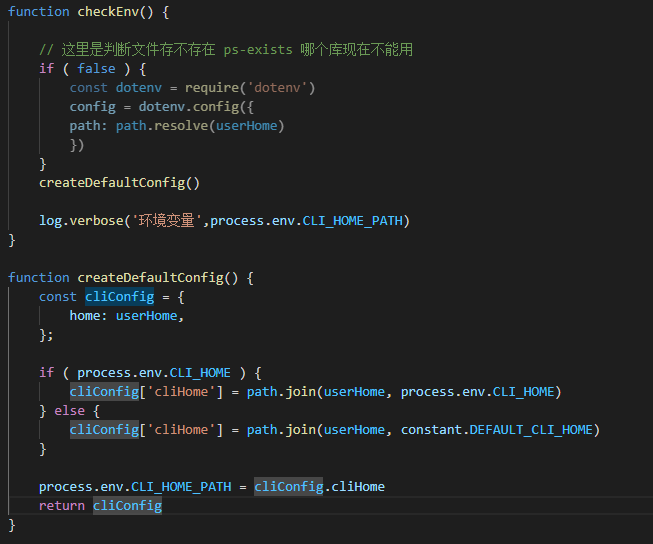 function checkEnv() {
// 这里是判断文件存不存在 ps-exists 哪个库现在不能用
if ( false ) {
const dotenv = require('dotenv')
config = dotenv.config({
path: path.resolve(userHome)
})
}
createDefaultConfig()
log.verbose('环境变量',process.env.CLI_HOME_PATH)
}
function createDefaultConfig() {
const cliConfig = {
home: userHome,
};
if ( process.env.CLI_HOME ) {
cliConfig['cliHome'] = path.join(userHome, process.env.CLI_HOME)
} else {
cliConfig['cliHome'] = path.join(userHome, constant.DEFAULT_CLI_HOME)
}
process.env.CLI_HOME_PATH = cliConfig.cliHome
return cliConfig
}